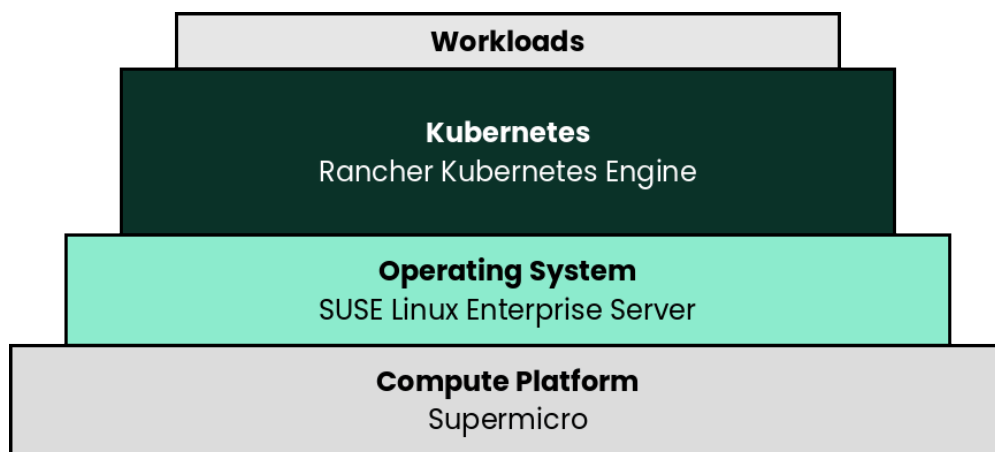 Workloads
Kubernetes
Rancher Kubernetes Engine
Operating System
SUSE Linux Enterprise Server
Compute Platform
Supermicro